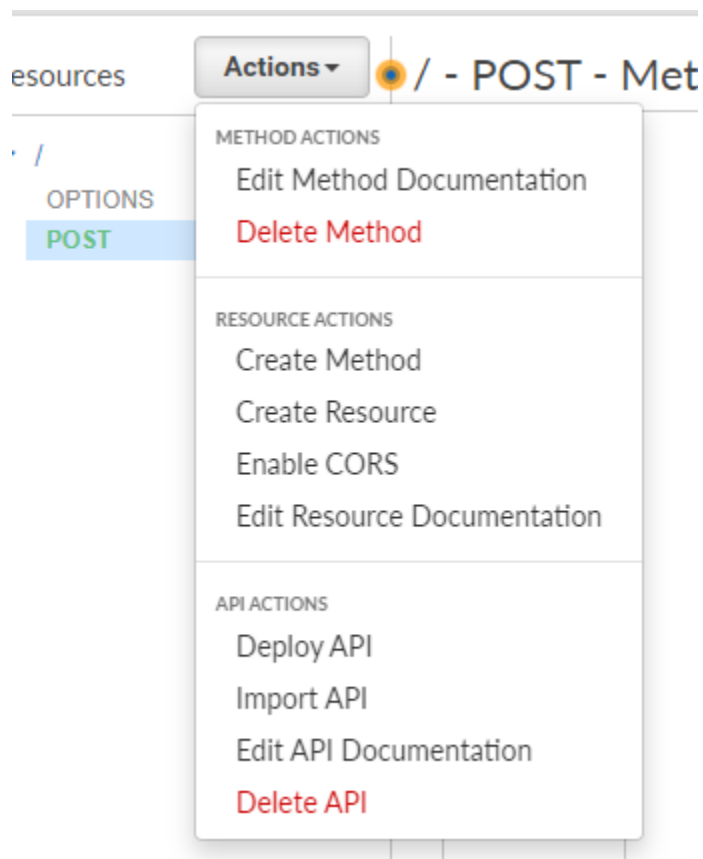 esources
Actions
/ - POST - Met
/
OPTIONS
POST
METHOD ACTIONS
Edit Method Documentation
Delete Method
RESOURCE ACTIONS
Create Method
Create Resource
Enable CORS
Edit Resource Documentation
API ACTIONS
Deploy API
Import API
Edit API Documentation
Delete API